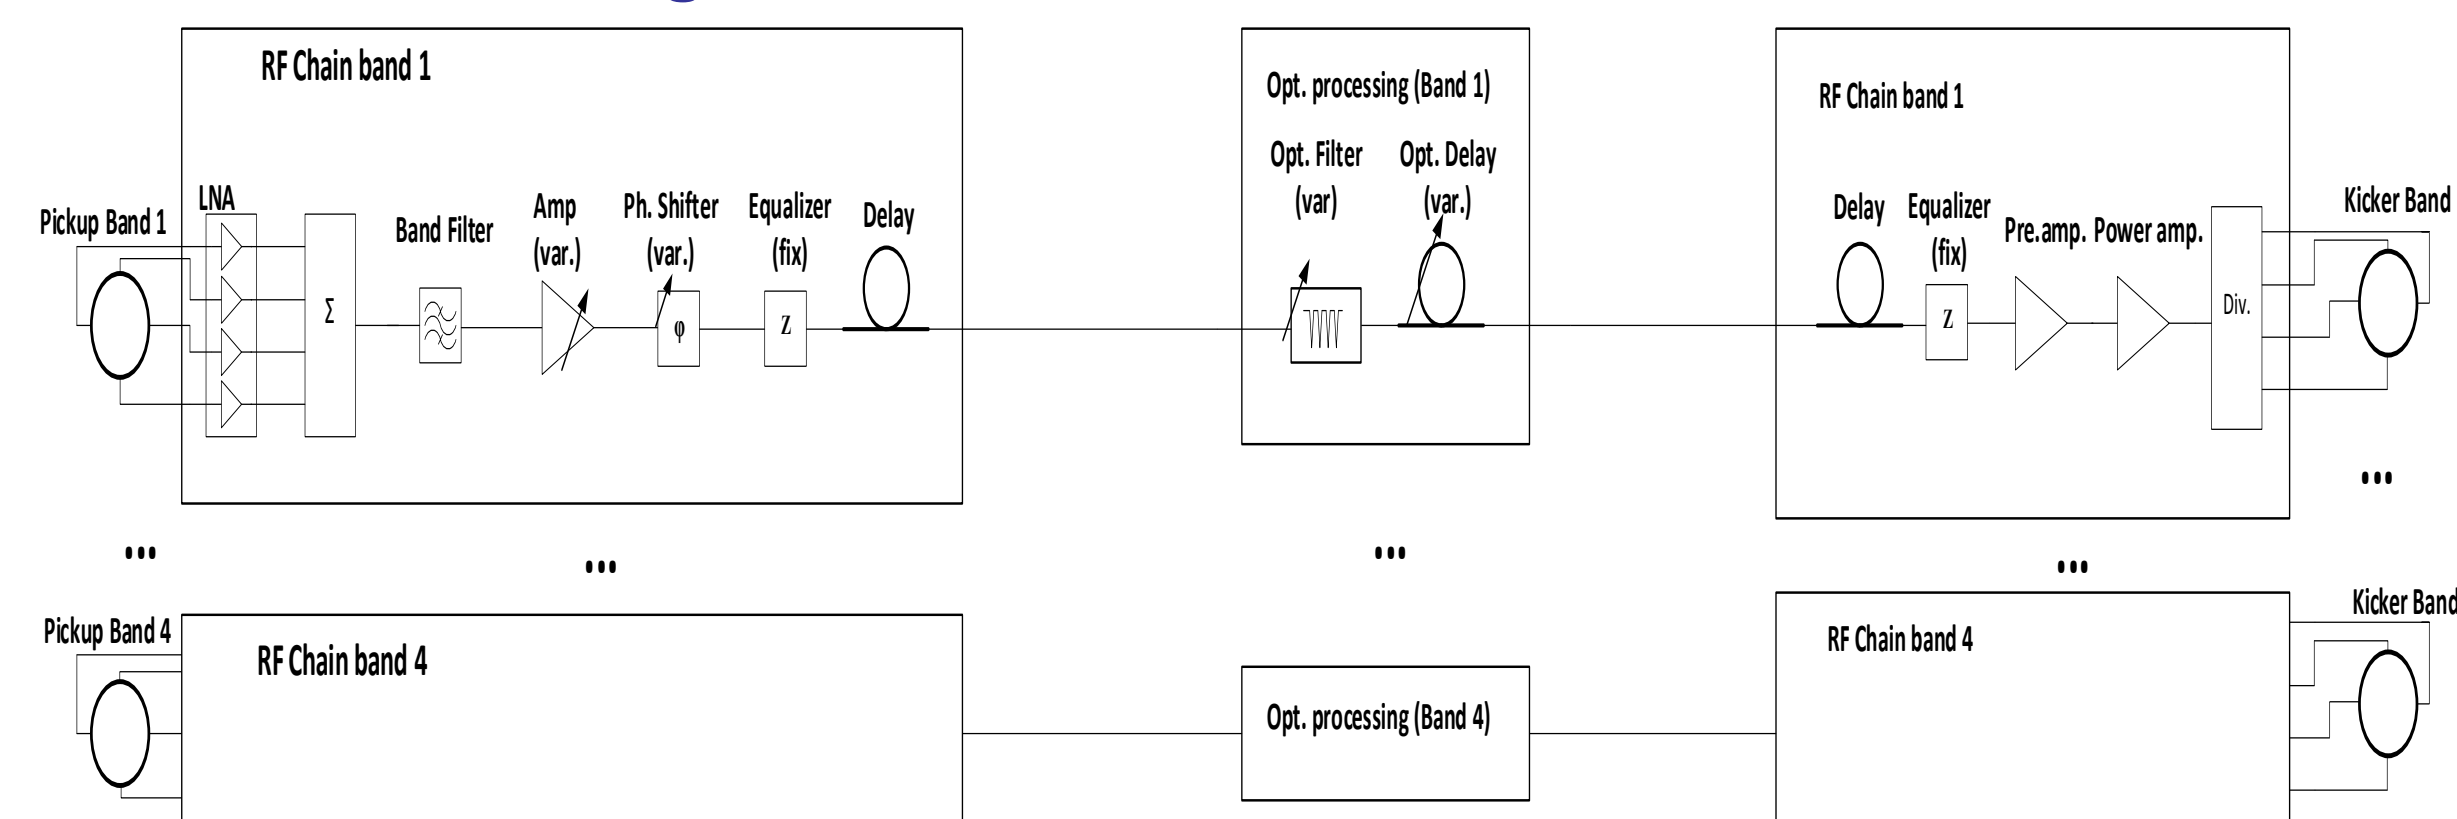 RF Chain band 1
Opt. processing (Band 1)
RF Chain band 1
Opt. Filter
(var)
Opt. Delay
(var.)
Pickup Band 1
LNA
Σ
Band Filter
Amp
(var.)
Ph. Shifter
(var.)
φ
Equalizer
(fix)
Z
Delay
Delay
Equalizer
(fix)
Z
Pre.amp.
Power amp.
Div.
Kicker Band
...
...
...
...
...
Pickup Band 4
RF Chain band 4
Opt. processing (Band 4)
RF Chain band 4
Kicker Band